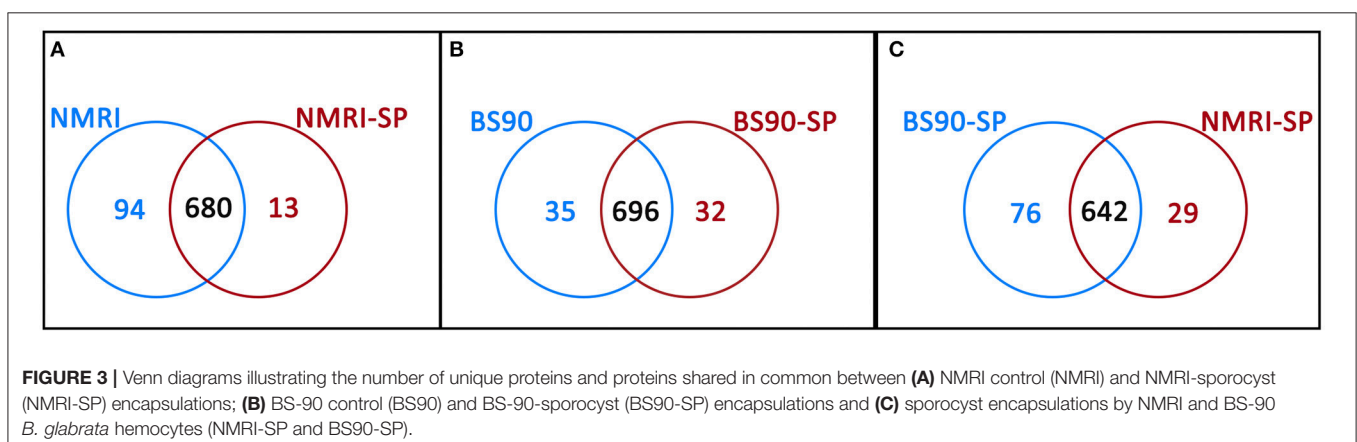 A
NMRI
NMRI-SP
94
680
13
B
BS90
BS90-SP
35
696
32
C
BS90-SP
NMRI-SP
76
642
29
FIGURE 3 | Venn diagrams illustrating the number of unique proteins and proteins shared in common between (A) NMRI control (NMRI) and NMRI-sporocyst
(NMRI-SP) encapsulations; (B) BS-90 control (BS90) and BS-90-sporocyst (BS90-SP) encapsulations and (C) sporocyst encapsulations by NMRI and BS-90
B. glabrata hemocytes (NMRI-SP and BS90-SP).